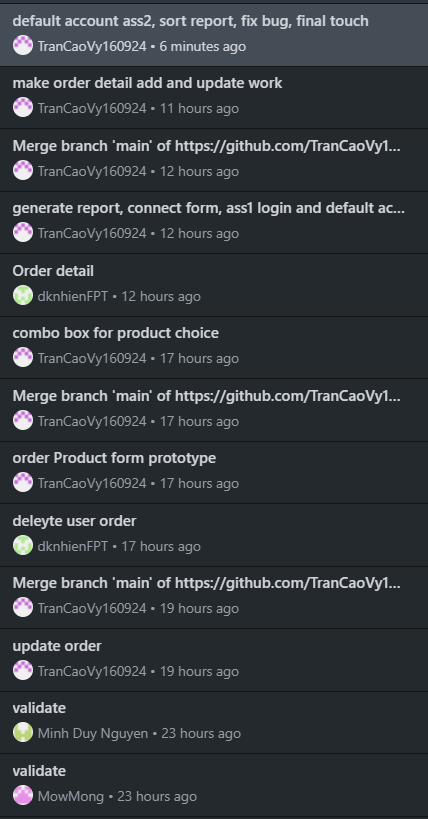 default account ass2, sort report, fix bug, final touch
TranCaoVy160924 • 6 minutes ago
make order detail add and update work
TranCaoVy160924 • 11 hours ago
Merge branch 'main' of https://github.com/TranCaoVy1...
TranCaoVy160924 • 12 hours ago
generate report, connect form, ass1 login and default ac...
TranCaoVy160924 • 12 hours ago
Order detail
dknhienFPT • 12 hours ago
combo box for product choice
TranCaoVy160924 • 17 hours ago
Merge branch 'main' of https://github.com/TranCaoVy1...
TranCaoVy160924 • 17 hours ago
order Product form prototype
TranCaoVy160924 • 17 hours ago
deleyte user order
dknhienFPT • 17 hours ago
Merge branch 'main' of https://github.com/TranCaoVy1...
TranCaoVy160924 • 19 hours ago
update order
TranCaoVy160924 • 19 hours ago
validate
Minh Duy Nguyen • 23 hours ago
validate
MowMong • 23 hours ago